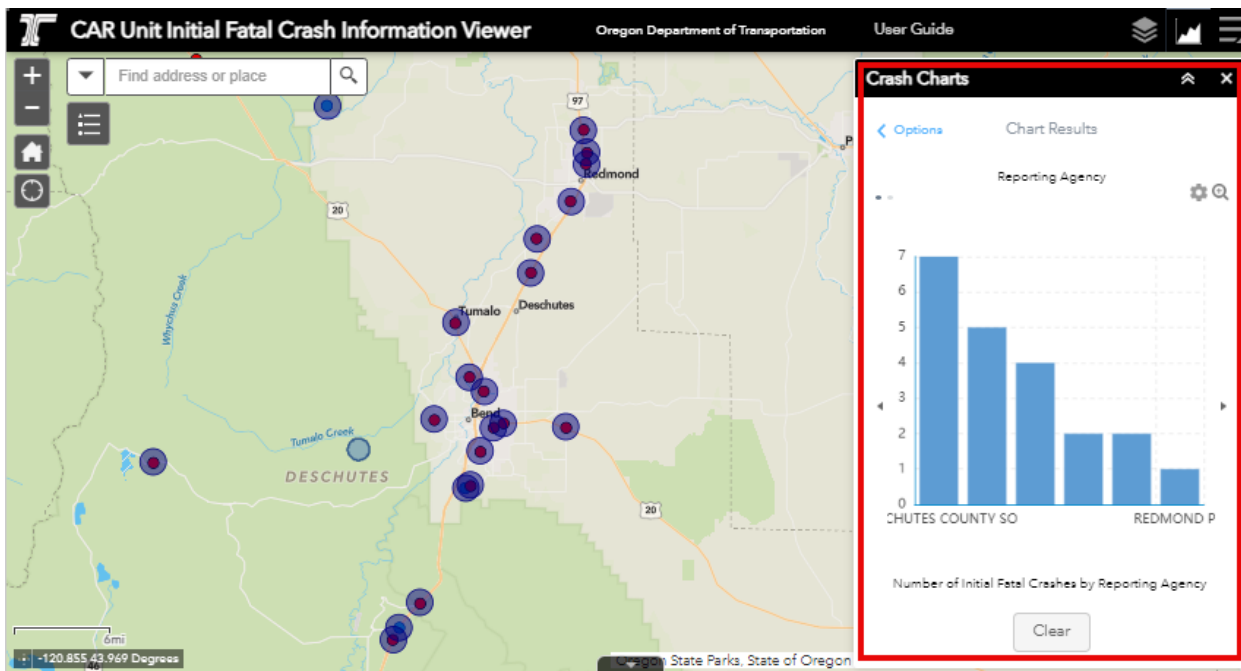 CAR Unit Initial Fatal Crash Information Viewer
Oregon Department of Transportation
User Guide
Find address or place
97
Redmond
20
Whychus Creek
Tumalo
Deschutes
Bend
Tumalo Creek
DESCHUTES
20
6mi
-120.855 43.969 Degrees
46
Oregon State Parks, State of Oregon
P
Crash Charts
Options
Chart Results
Reporting Agency
7
6
5
4
3
2
1
0
CHUTES COUNTY SO
REDMOND P
Number of Initial Fatal Crashes by Reporting Agency
Clear